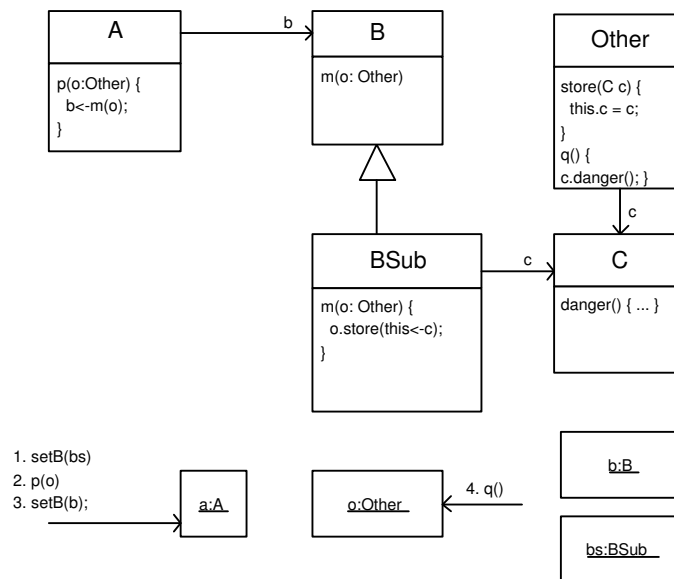 A
p(o:Other) {
b<-m(o);
}
b
B
m(o: Other)
Other
store(C c) {
this.c = c;
}
q() {
c.danger(); }
c
BSub
m(o: Other) {
o.store(this<-c);
}
c
C
danger() { ... }
1. setB(bs)
2. p(o)
3. setB(b);
a:A
o:Other
4. q()
b:B
bs:BSub